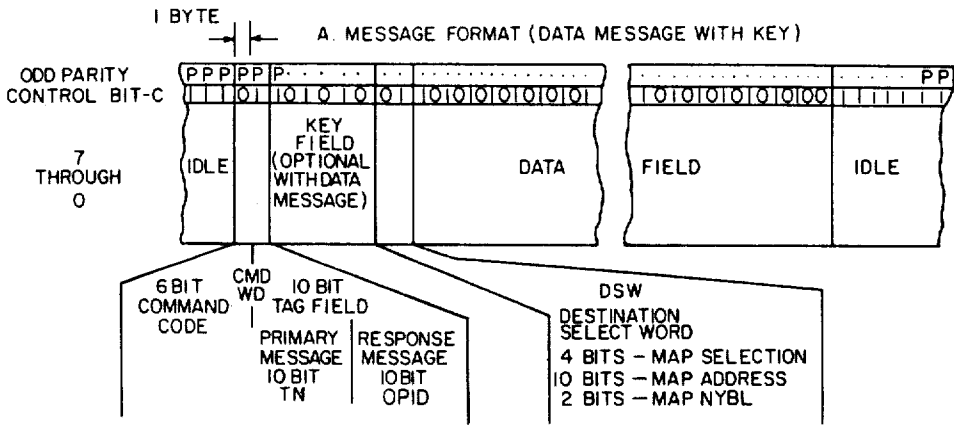 1 BYTE
A. MESSAGE FORMAT (DATA MESSAGE WITH KEY)
ODD PARITY
P P P P P P
P P
CONTROL BIT-C
7
THROUGH
0
IDLE
KEY
FIELD
(OPTIONAL
WITH DATA
MESSAGE)
DATA
FIELD
IDLE
6 BIT
COMMAND
CODE
CMD
WD
10 BIT
TAG FIELD
PRIMARY
MESSAGE
10 BIT
TN
RESPONSE
MESSAGE
10 BIT
OPID
DSW
DESTINATION
SELECT WORD
4 BITS – MAP SELECTION
10 BITS – MAP ADDRESS
2 BITS – MAP NYBL